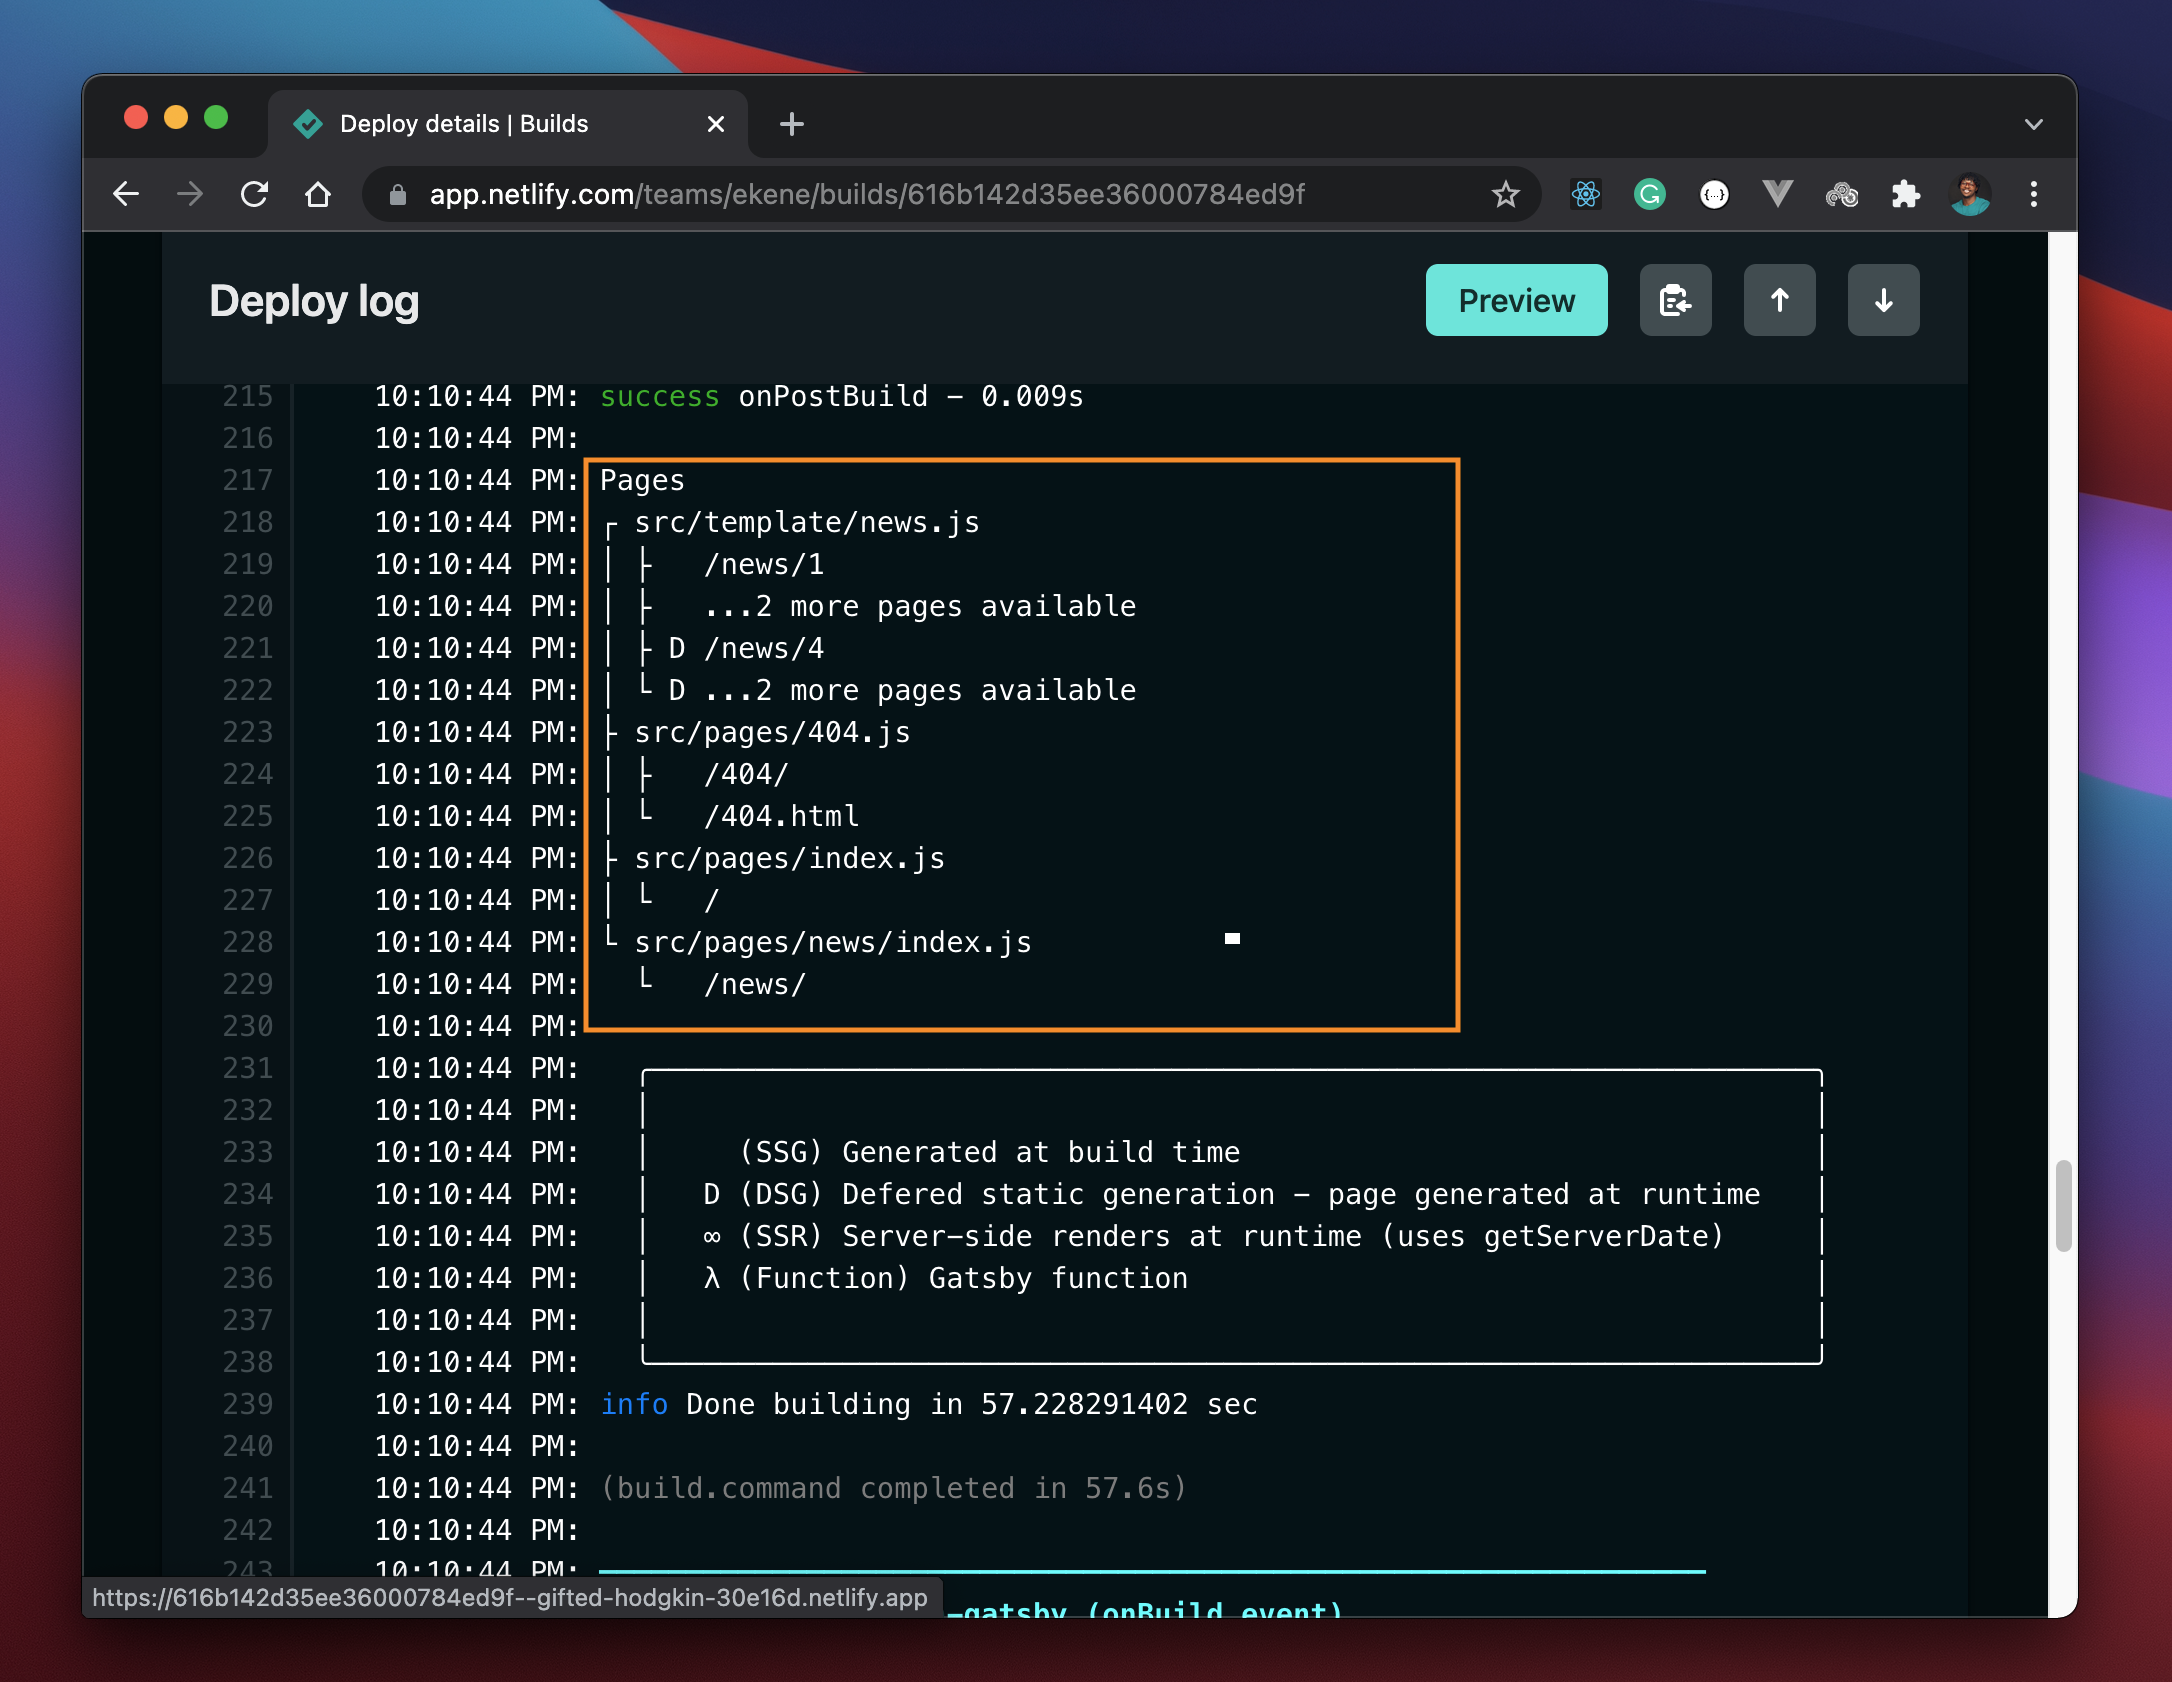 Deploy details | Builds
app.netlify.com/teams/ekene/builds/616b142d35ee36000784ed9f
Deploy log
Preview
215 10:10:44 PM: success onPostBuild - 0.009s
216 10:10:44 PM:
217 10:10:44 PM: Pages
218 10:10:44 PM: ┌ src/template/news.js
219 10:10:44 PM: │ ├   /news/1
220 10:10:44 PM: │ ├   ...2 more pages available
221 10:10:44 PM: │ ├ D /news/4
222 10:10:44 PM: │ └ D ...2 more pages available
223 10:10:44 PM: ├ src/pages/404.js
224 10:10:44 PM: │ ├   /404/
225 10:10:44 PM: │ └   /404.html
226 10:10:44 PM: ├ src/pages/index.js
227 10:10:44 PM: │ └   /
228 10:10:44 PM: └ src/pages/news/index.js
229 10:10:44 PM:   └   /news/
230 10:10:44 PM:
231 10:10:44 PM:
232 10:10:44 PM:
233 10:10:44 PM: (SSG) Generated at build time
234 10:10:44 PM: D (DSG) Defered static generation - page generated at runtime
235 10:10:44 PM: ∞ (SSR) Server-side renders at runtime (uses getServerDate)
236 10:10:44 PM: λ (Function) Gatsby function
237 10:10:44 PM:
238 10:10:44 PM:
239 10:10:44 PM: info Done building in 57.228291402 sec
240 10:10:44 PM:
241 10:10:44 PM: (build.command completed in 57.6s)
242 10:10:44 PM:
243 10:10:44 PM:
https://616b142d35ee36000784ed9f--gifted-hodgkin-30e16d.netlify.app
-gatsby (onBuild event)